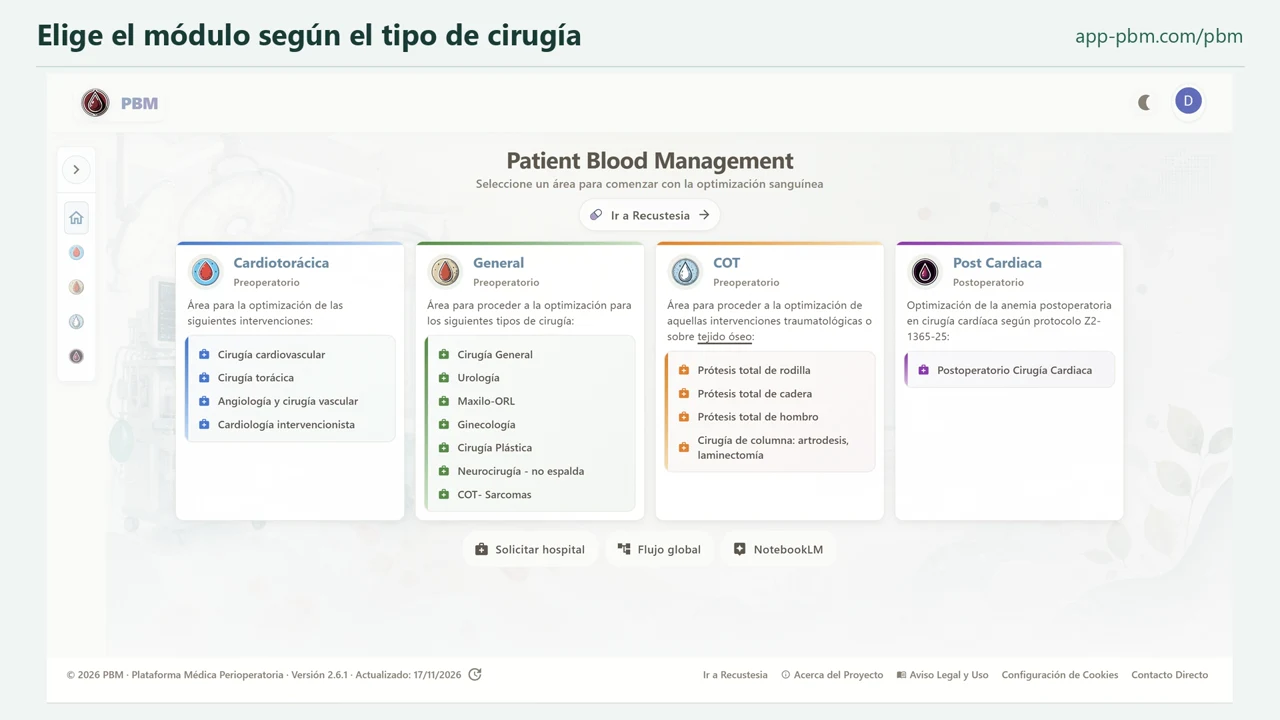 Elige el módulo según el tipo de cirugía
app-pbm.com/pbm
PBM
D
Patient Blood Management
Seleccione un área para comenzar con la optimización sanguínea
Ir a Recustesia
Cardiotorácica
Preoperatorio
Área para la optimización de las
siguientes intervenciones:
Cirugía cardiovascular
Cirugía torácica
Angiología y cirugía vascular
Cardiología intervencionista
General
Preoperatorio
Área para proceder a la optimización para
los siguientes tipos de cirugía:
Cirugía General
Urología
Maxilo-ORL
Ginecología
Cirugía Plástica
Neurocirugía - no espalda
COT- Sarcomas
COT
Preoperatorio
Área para proceder a la optimización de
aquellas intervenciones traumatológicas o
sobre tejido óseo:
Prótesis total de rodilla
Prótesis total de cadera
Prótesis total de hombro
Cirugía de columna: artrodesis,
laminectomía
Post Cardiaca
Postoperatorio
Optimización de la anemia postoperatoria
en cirugía cardíaca según protocolo Z2-
1365-25:
Postoperatorio Cirugía Cardiaca
Solicitar hospital
Flujo global
NotebookLM
© 2026 PBM · Plataforma Médica Perioperatoria · Versión 2.6.1 · Actualizado: 17/11/2026
Ir a Recustesia
Acerca del Proyecto
Aviso Legal y Uso
Configuración de Cookies
Contacto Directo